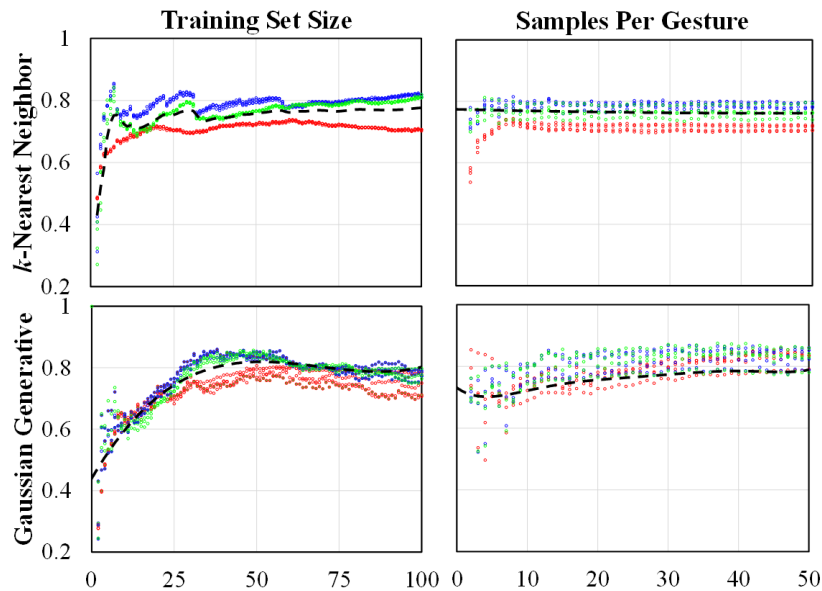 Training Set Size
Samples Per Gesture
k-Nearest Neighbor
1
0.8
0.6
0.4
0.2
Gaussian Generative
1
0.8
0.6
0.4
0.2
0 25 50 75 100
0 10 20 30 40 50